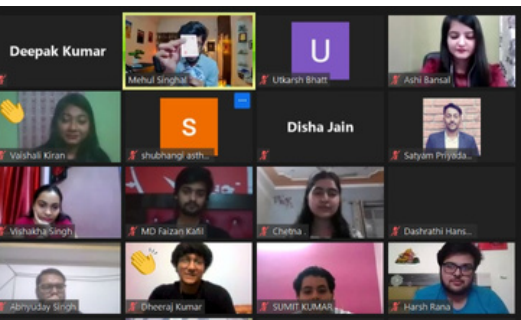 Deepak Kumar
Mehul Singhal
U
Utkarsh Bhatt
Ashi Bansal
Vaishali Kiran
S
shubhangi asth...
Disha Jain
Satyam Priyada...
Vishakha Singh
MD Faizan Kafil
Chetna .
Dashrathi Hans...
Abhyuday Singh
Dheeraj Kumar
SUMIT KUMAR
Harsh Rana